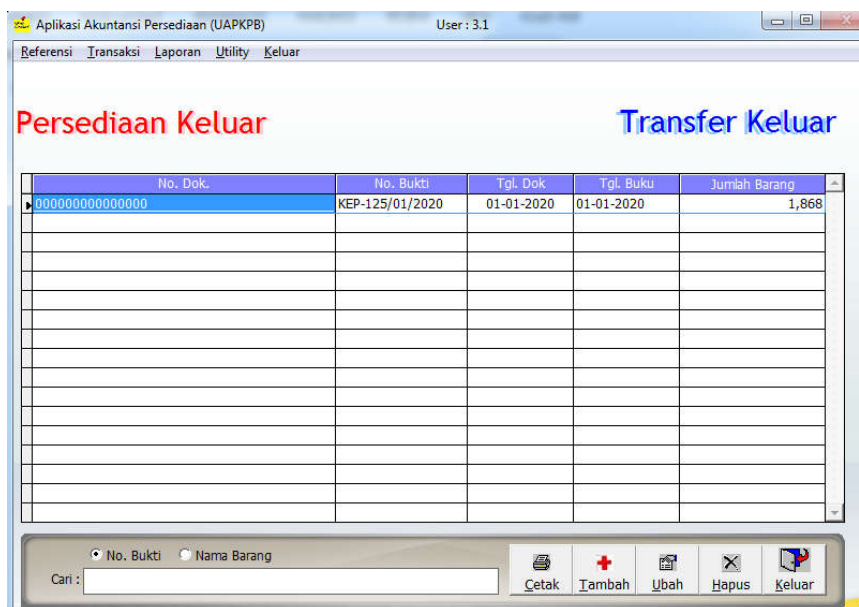 Aplikasi Akuntansi Persediaan (UAPKPB) User : 3.1
Referensi Transaksi Laporan Utility Keluar
Persediaan Keluar Transfer Keluar
No. Dok. No. Bukti Tgl. Dok Tgl. Buku Jumlah Barang
000000000000000 KEP-125/01/2020 01-01-2020 01-01-2020 1,868
No. Bukti Nama Barang
Cari :
Cetak Tambah Ubah Hapus Keluar